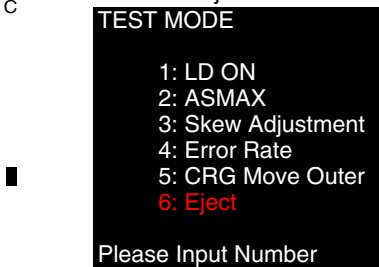 C
TEST MODE
1: LD ON
2: ASMAX
3: Skew Adjustment
4: Error Rate
5: CRG Move Outer
6: Eject
Please Input Number